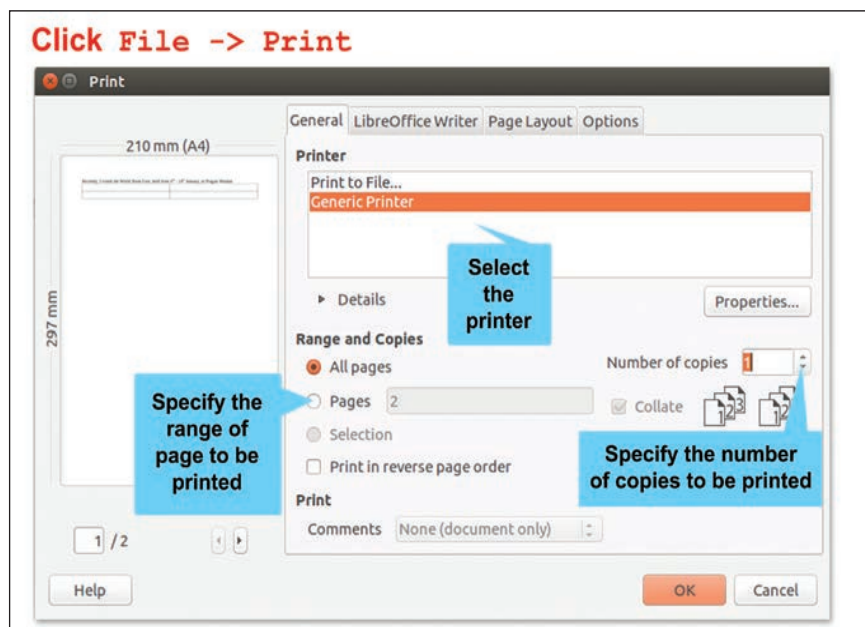 Click File -> Print
Print
General LibreOffice Writer Page Layout Options
210 mm (A4)
Printer
Print to File...
Generic Printer
Select
the
printer
297 mm
Details
Properties...
Range and Copies
All pages
Number of copies 1
Pages 2
Collate
Specify the
range of
page to be
printed
Selection
Print in reverse page order
Specify the number
of copies to be printed
Print
Comments None (document only)
1 / 2
Help
OK Cancel